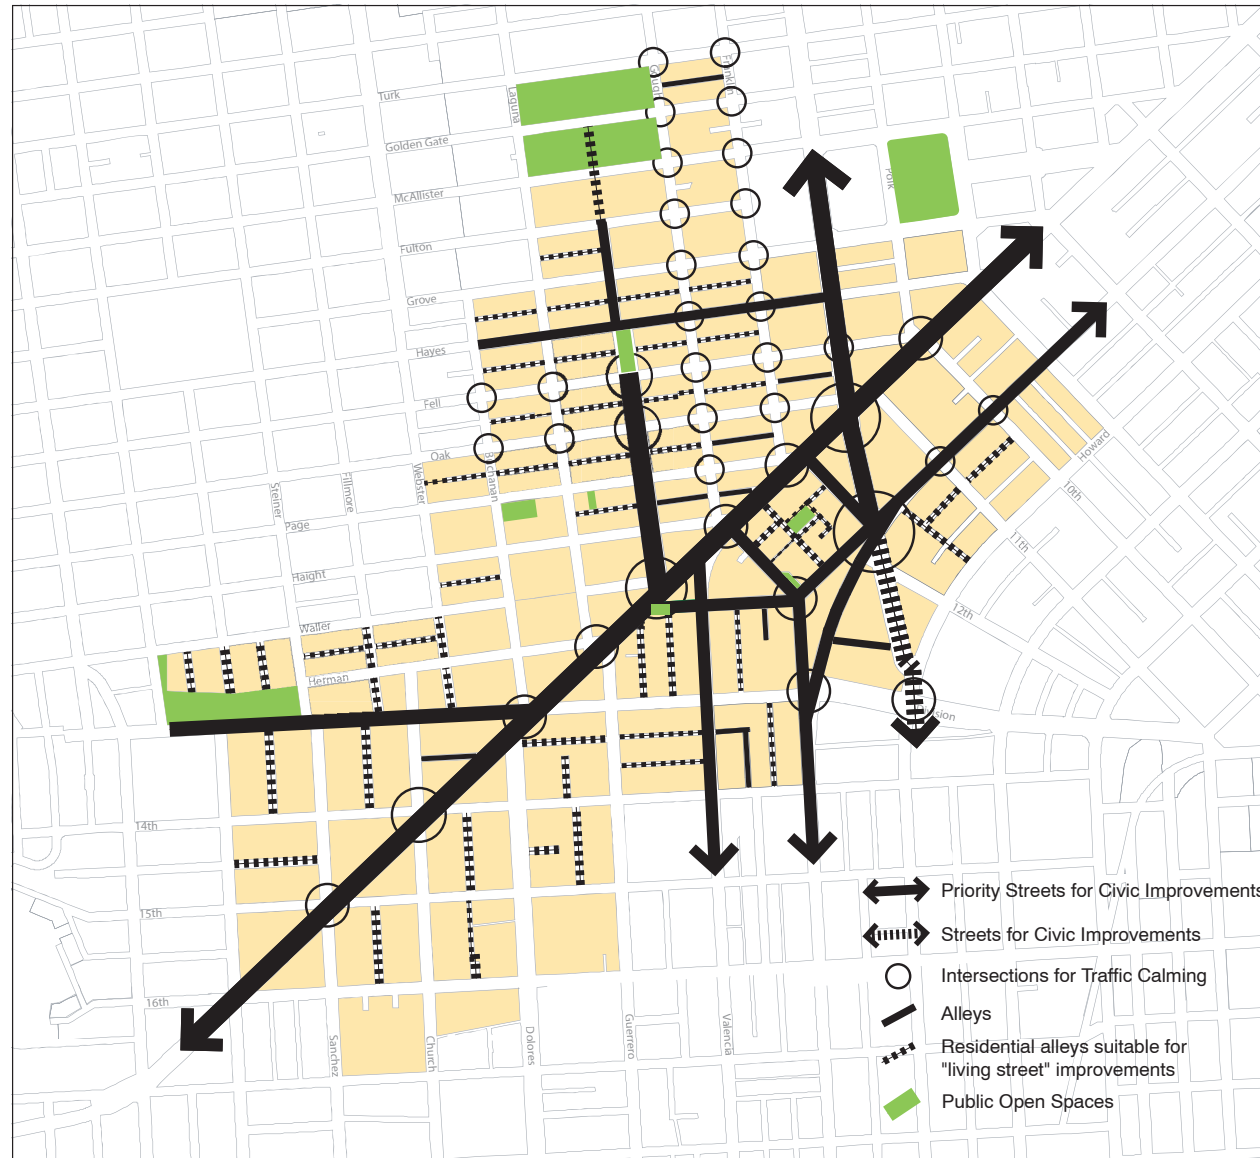 Turk
Laguna
Gough
Franklin
Golden Gate
McAllister
Polk
Fulton
Grove
Hayes
Fell
Oak
Buchanan
Webster
Fillmore
Steiner
Page
Haight
Waller
Herman
Howard
10th
11th
12th
14th
15th
16th
Sanchez
Church
Dolores
Guerrero
Valencia
Priority Streets for Civic Improvements
Streets for Civic Improvements
Intersections for Traffic Calming
Alleys
Residential alleys suitable for
"living street" improvements
Public Open Spaces